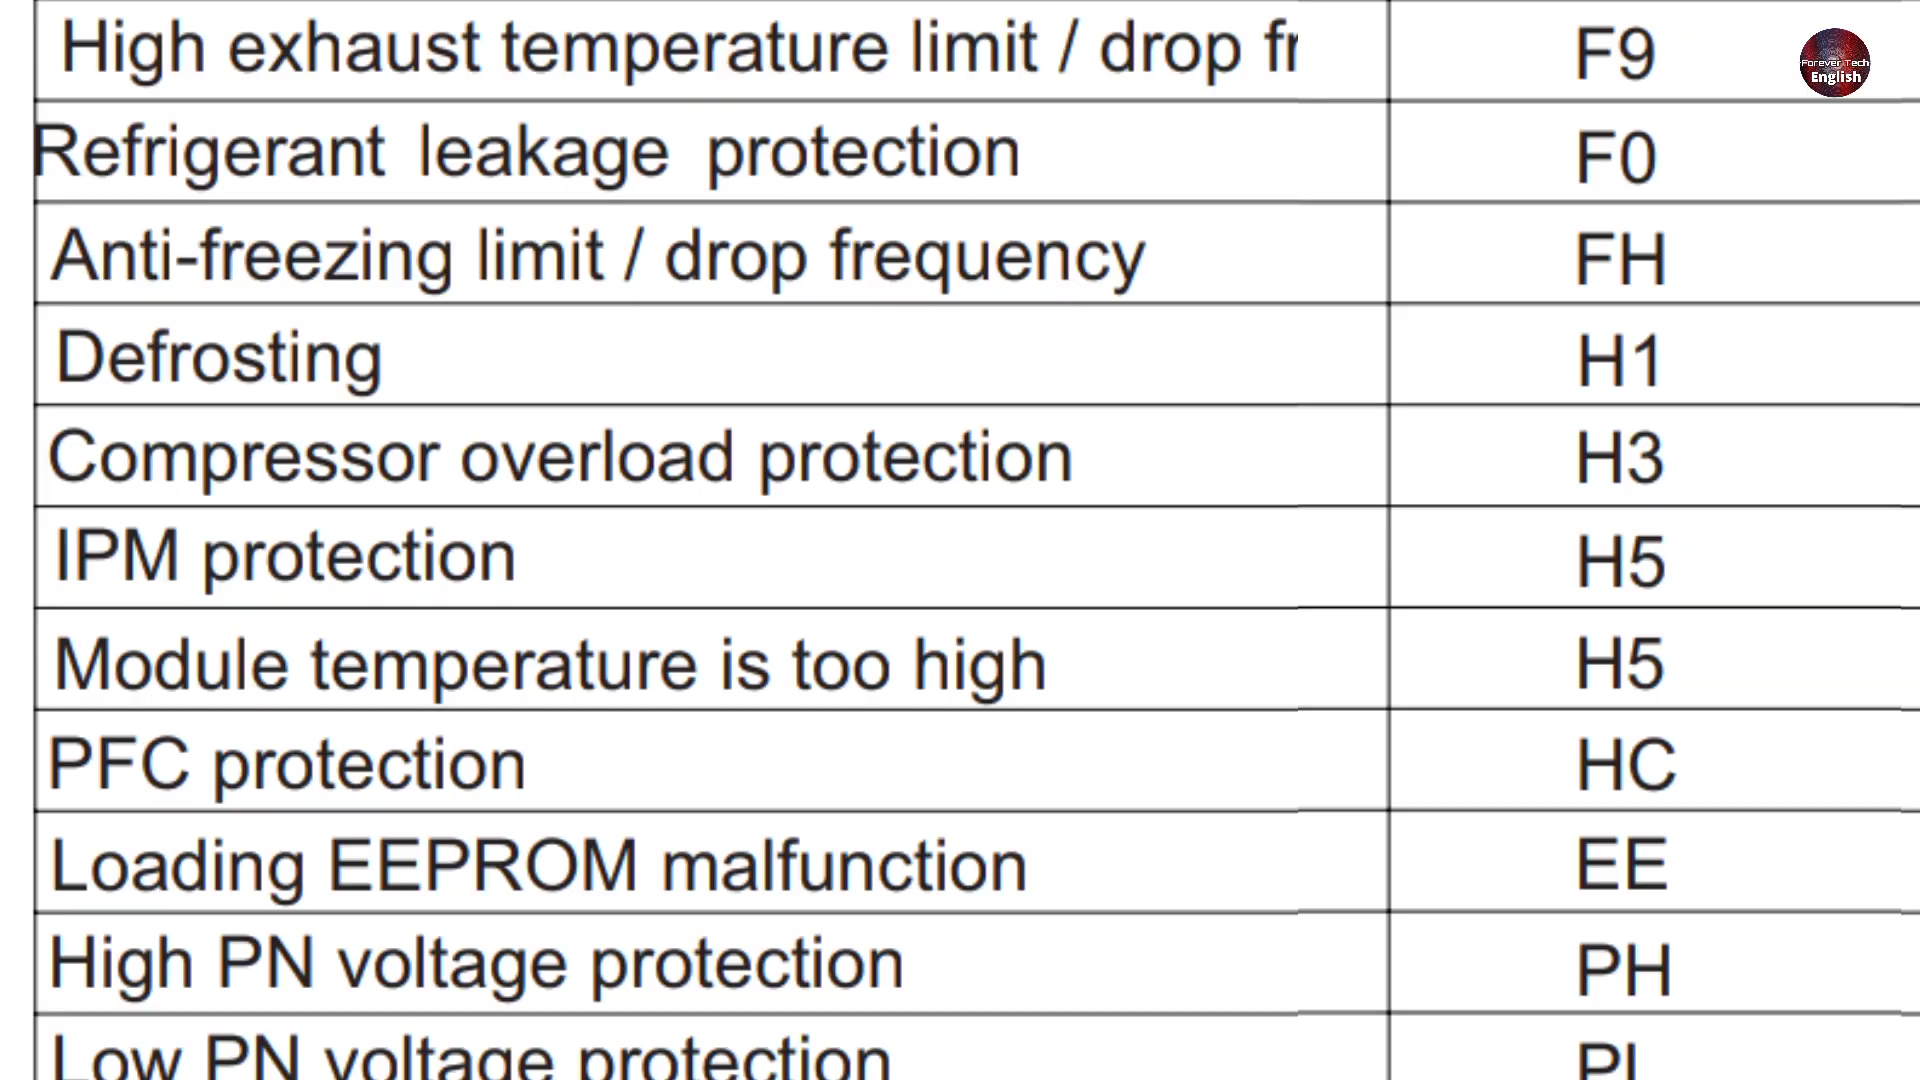 High exhaust temperature limit / drop fr F9
Refrigerant leakage protection F0
Anti-freezing limit / drop frequency FH
Defrosting H1
Compressor overload protection H3
IPM protection H5
Module temperature is too high H5
PFC protection HC
Loading EEPROM malfunction EE
High PN voltage protection PH
Low PN voltage protection PL
Forever Tech
English